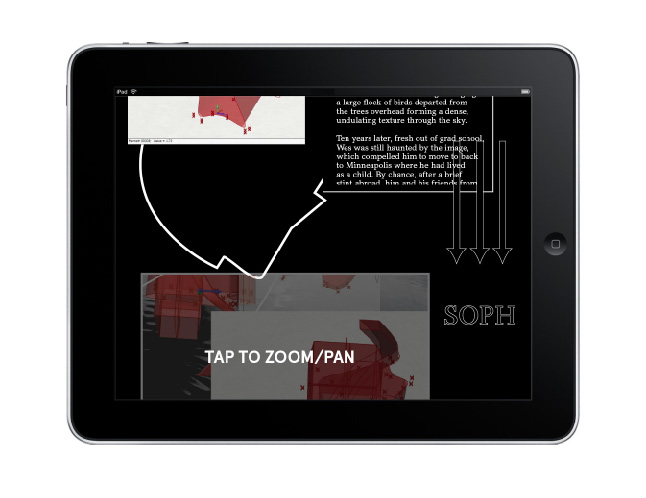 iPad
a large flock of birds departed from
the trees overhead forming a dense,
undulating texture through the sky.
Ten years later, fresh out of grad school,
Wes was still haunted by the image,
which compelled him to move to back
to Minneapolis where he had lived
as a child. By chance, after a brief
stint abroad, him and his friends from
SOPH
TAP TO ZOOM/PAN